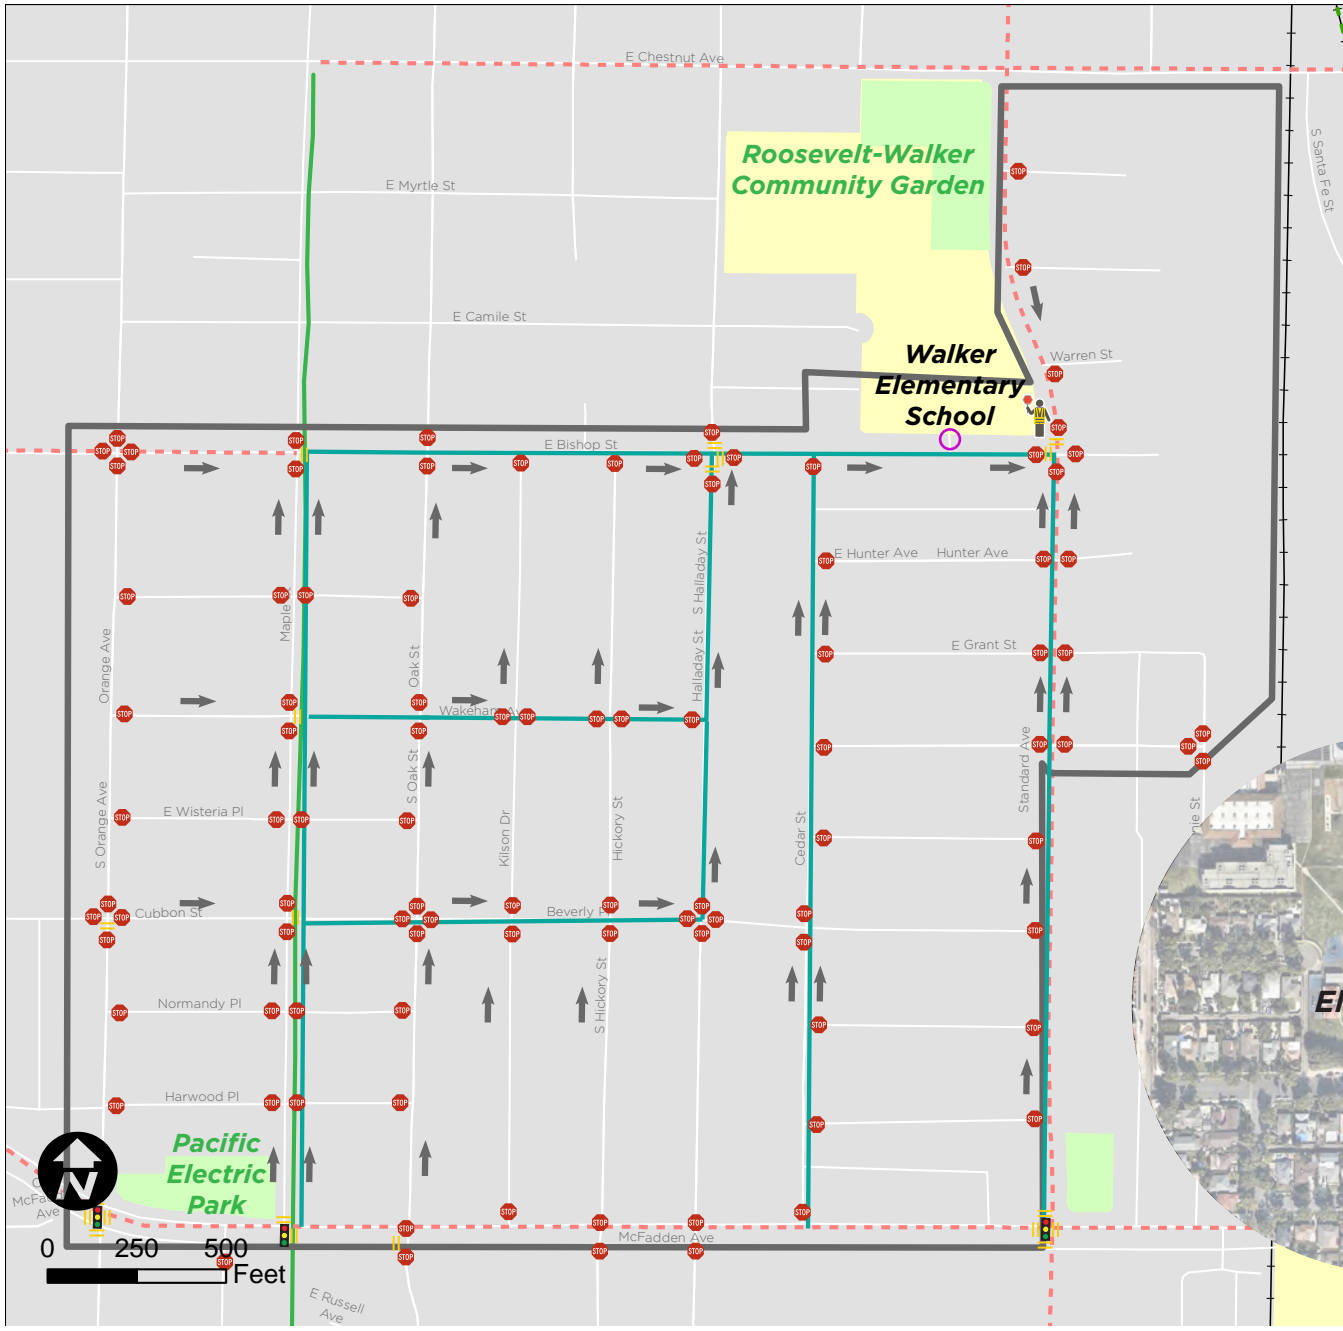 E Chestnut Ave
S Santa Fe St
Roosevelt-Walker
Community Garden
E Myrtle St
E Camile St
Warren St
Walker
Elementary
School
STOP
E Bishop St
E Hunter Ave
Hunter Ave
S Halladay St
Maple
Orange Ave
Oak St
Halladay St
E Grant St
Standard Ave
S Oak St
S Orange Ave
E Wisteria Pl
Kilson Dr
Hickory St
Cedar St
Cubbon St
Beverly
Normandy Pl
S Hickory St
Harwood Pl
Pacific
Electric
Park
N
Ave
McFadden Ave
0 250 500
Feet
E Russell
Ave